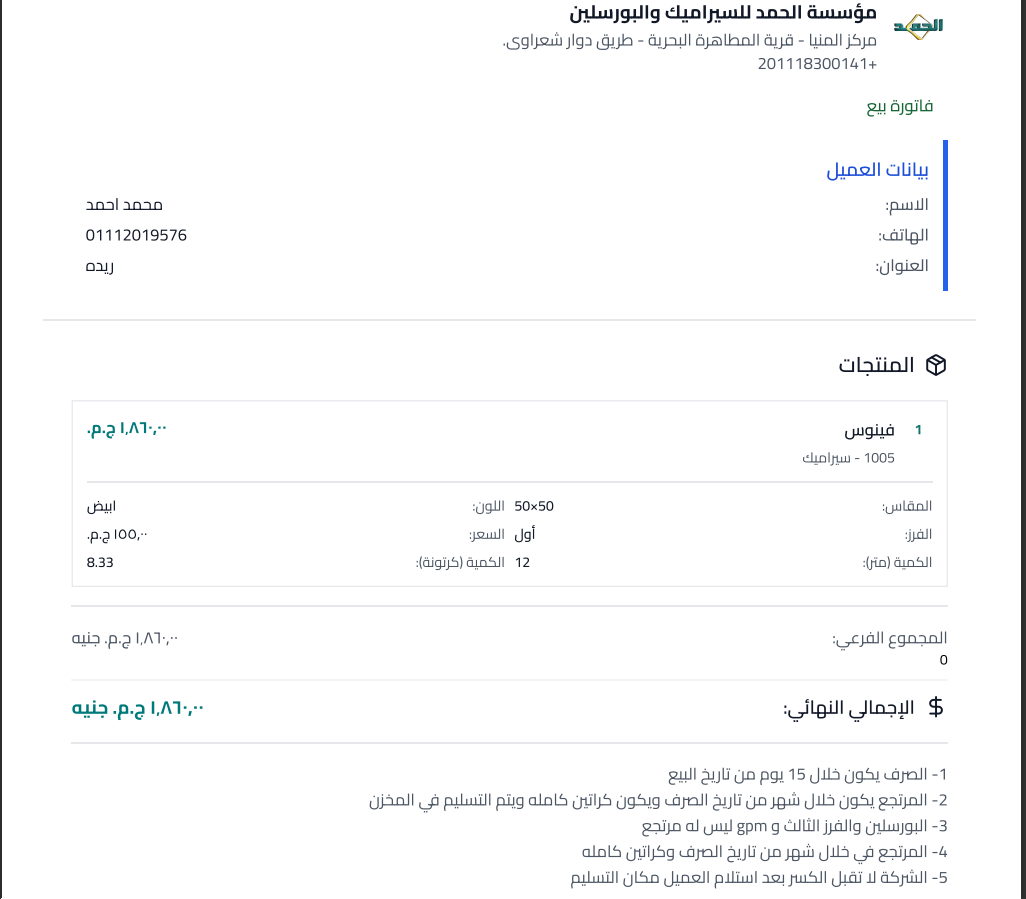 الحمد
مؤسسة الحمد للسيراميك والبورسلين
مركز المنيا - قرية المطاهرة البحرية - طريق دوار شعراوى.
+201118300141
فاتورة بيع
بيانات العميل
الاسم: محمد احمد
الهاتف: 01112019576
العنوان: ريده
المنتجات
1 فينوس ١,٨٦٠,٠٠ ج.م.
1005 - سيراميك
المقاس: 50×50 اللون: ابيض
الفرز: أول السعر: ١٥٥,٠٠ ج.م.
الكمية (متر): 12 الكمية (كرتونة): 8.33
المجموع الفرعي: ١,٨٦٠,٠٠ ج.م. جنيه
0
$ الإجمالي النهائي: ١,٨٦٠,٠٠ ج.م. جنيه
1- الصرف يكون خلال 15 يوم من تاريخ البيع
2- المرتجع يكون خلال شهر من تاريخ الصرف ويكون كراتين كامله ويتم التسليم في المخزن
3- البورسلين والفرز الثالث و gpm ليس له مرتجع
4- المرتجع في خلال شهر من تاريخ الصرف وكراتين كامله
5- الشركة لا تقبل الكسر بعد استلام العميل مكان التسليم